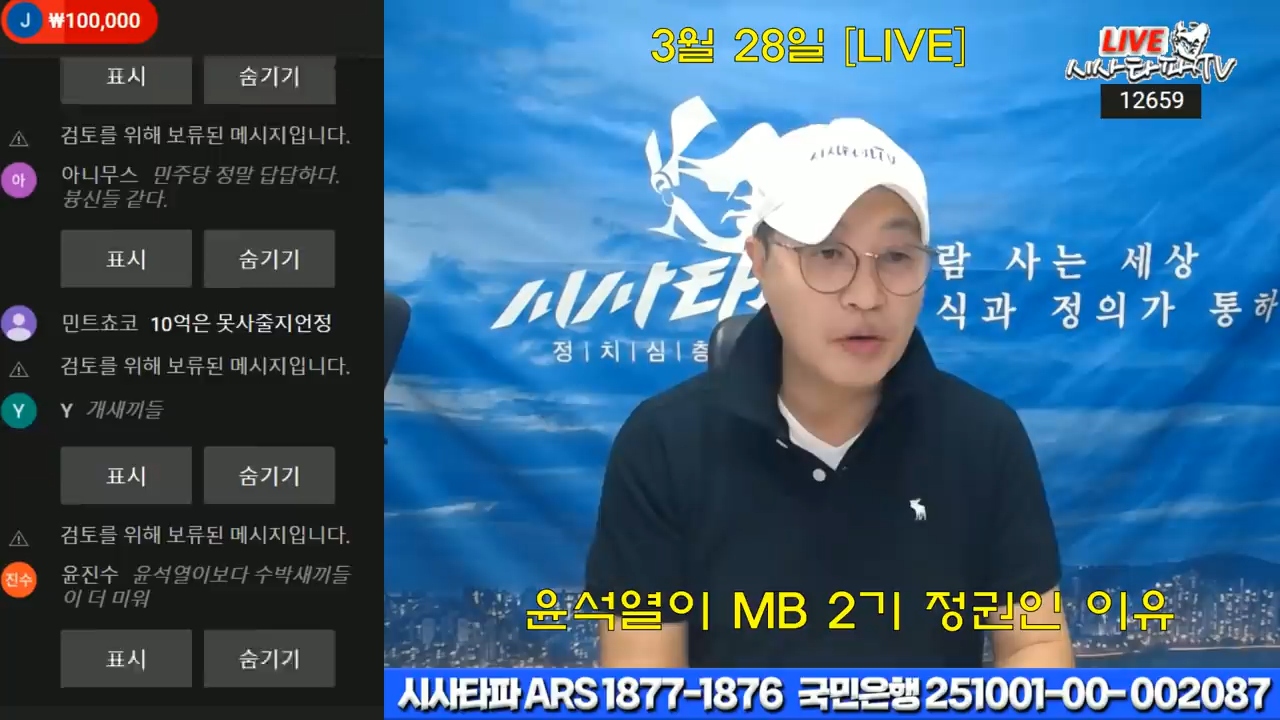 J ₩100,000
표시 숨기기
검토를 위해 보류된 메시지입니다.
아 아니무스 민주당 정말 답답하다.
븅신들 같다.
표시 숨기기
민트쵸코 10억은 못사줄지언정
검토를 위해 보류된 메시지입니다.
Y Y 개새끼들
표시 숨기기
검토를 위해 보류된 메시지입니다.
진수 윤진수 윤석열이보다 수박새끼들
이 더 미워
표시 숨기기
3월 28일 [LIVE]
LIVE
시사타파TV
12659
시사타파TV
시사타
정|치|심|층
람 사는 세상
식과 정의가 통하
윤석열이 MB 2기 정권인 이유
시사타파 ARS 1877-1876 국민은행 251001-00- 002087